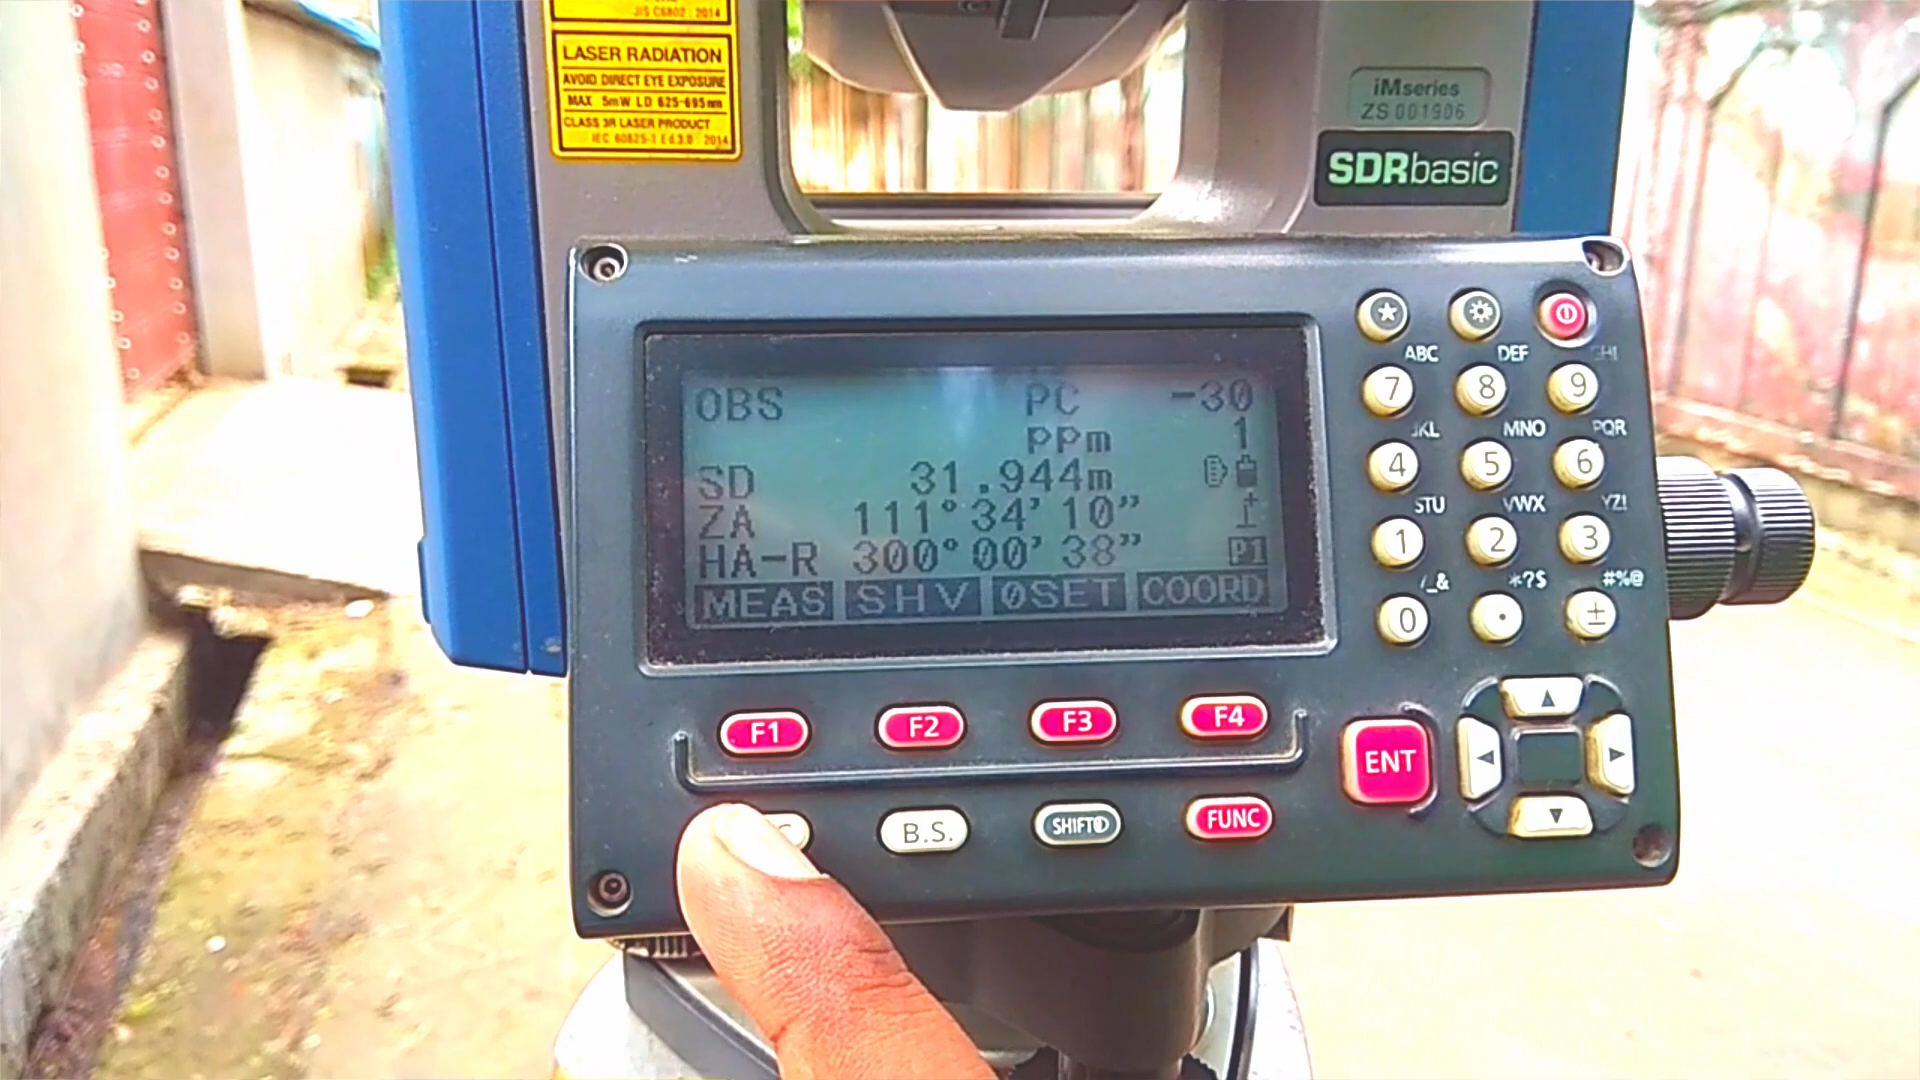 JIS C6802 : 2014
LASER RADIATION
AVOID DIRECT EYE EXPOSURE
MAX 5mW LD 625-695nm
CLASS 3R LASER PRODUCT
IEC 60825-1 Ed.3.0 : 2014
iMseries
ZS 001906
SDRbasic
OBS PC -30
ppm 1
SD 31.944m
ZA 111°34'10"
HA-R 300°00'38" P1
MEAS SHV 0SET COORD
ABC DEF GHI
7 8 9
JKL MNO PQR
4 5 6
STU VWX YZ!
1 2 3
/_& *?$ #%@
0 . ±
F1 F2 F3 F4
ENT
B.S. SHIFT FUNC